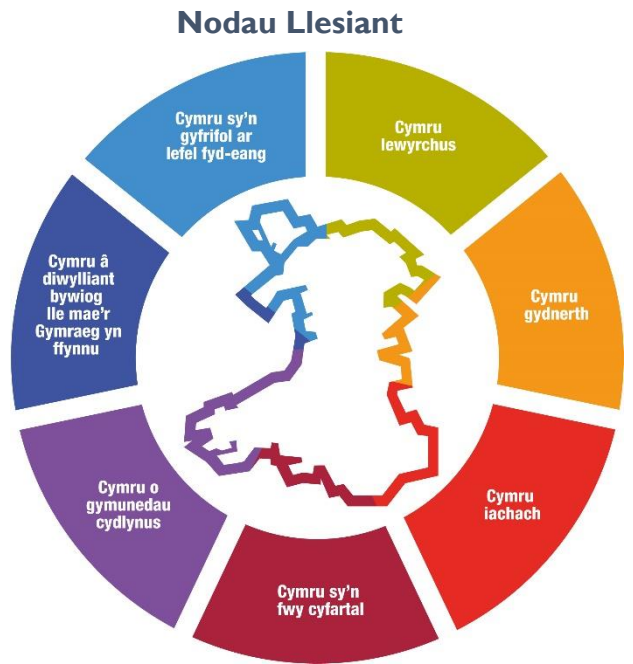 Nodau Llesiant
Cymru sy'n
gyfrifol ar
lefel fyd-eang
Cymru
lewyrchus
Cymru
gydnerth
Cymru
iachach
Cymru sy'n
fwy cyfartal
Cymru o
gymunedau
cydlynus
Cymru â
diwylliant
bywiog
lle mae'r
Gymraeg yn
ffynnu